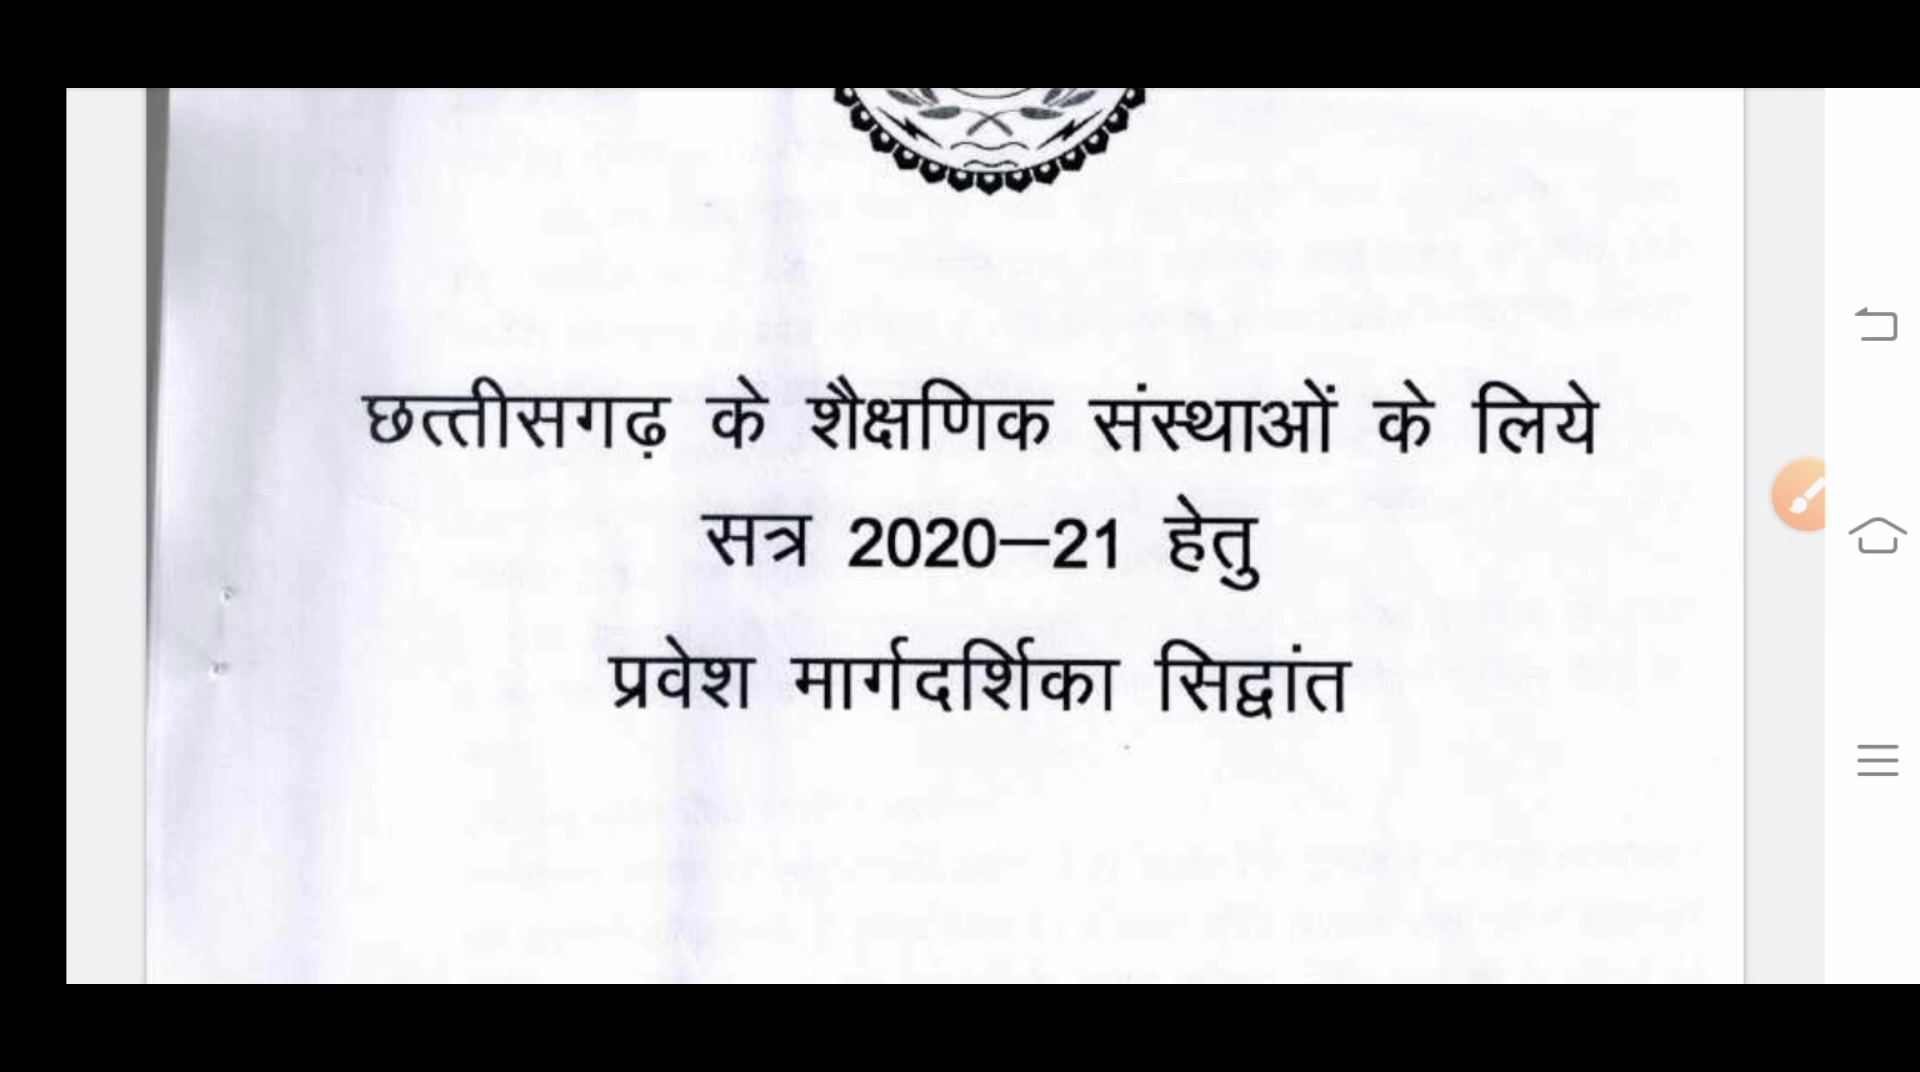 छत्तीसगढ़ के शैक्षणिक संस्थाओं के लिये
सत्र 2020–21 हेतु
प्रवेश मार्गदर्शिका सिद्वांत